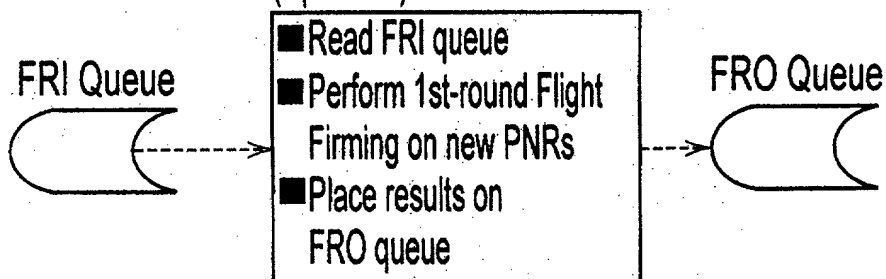 FRI Queue
■Read FRI queue
■Perform 1st-round Flight
Firming on new PNRs
■Place results on
FRO queue
FRO Queue